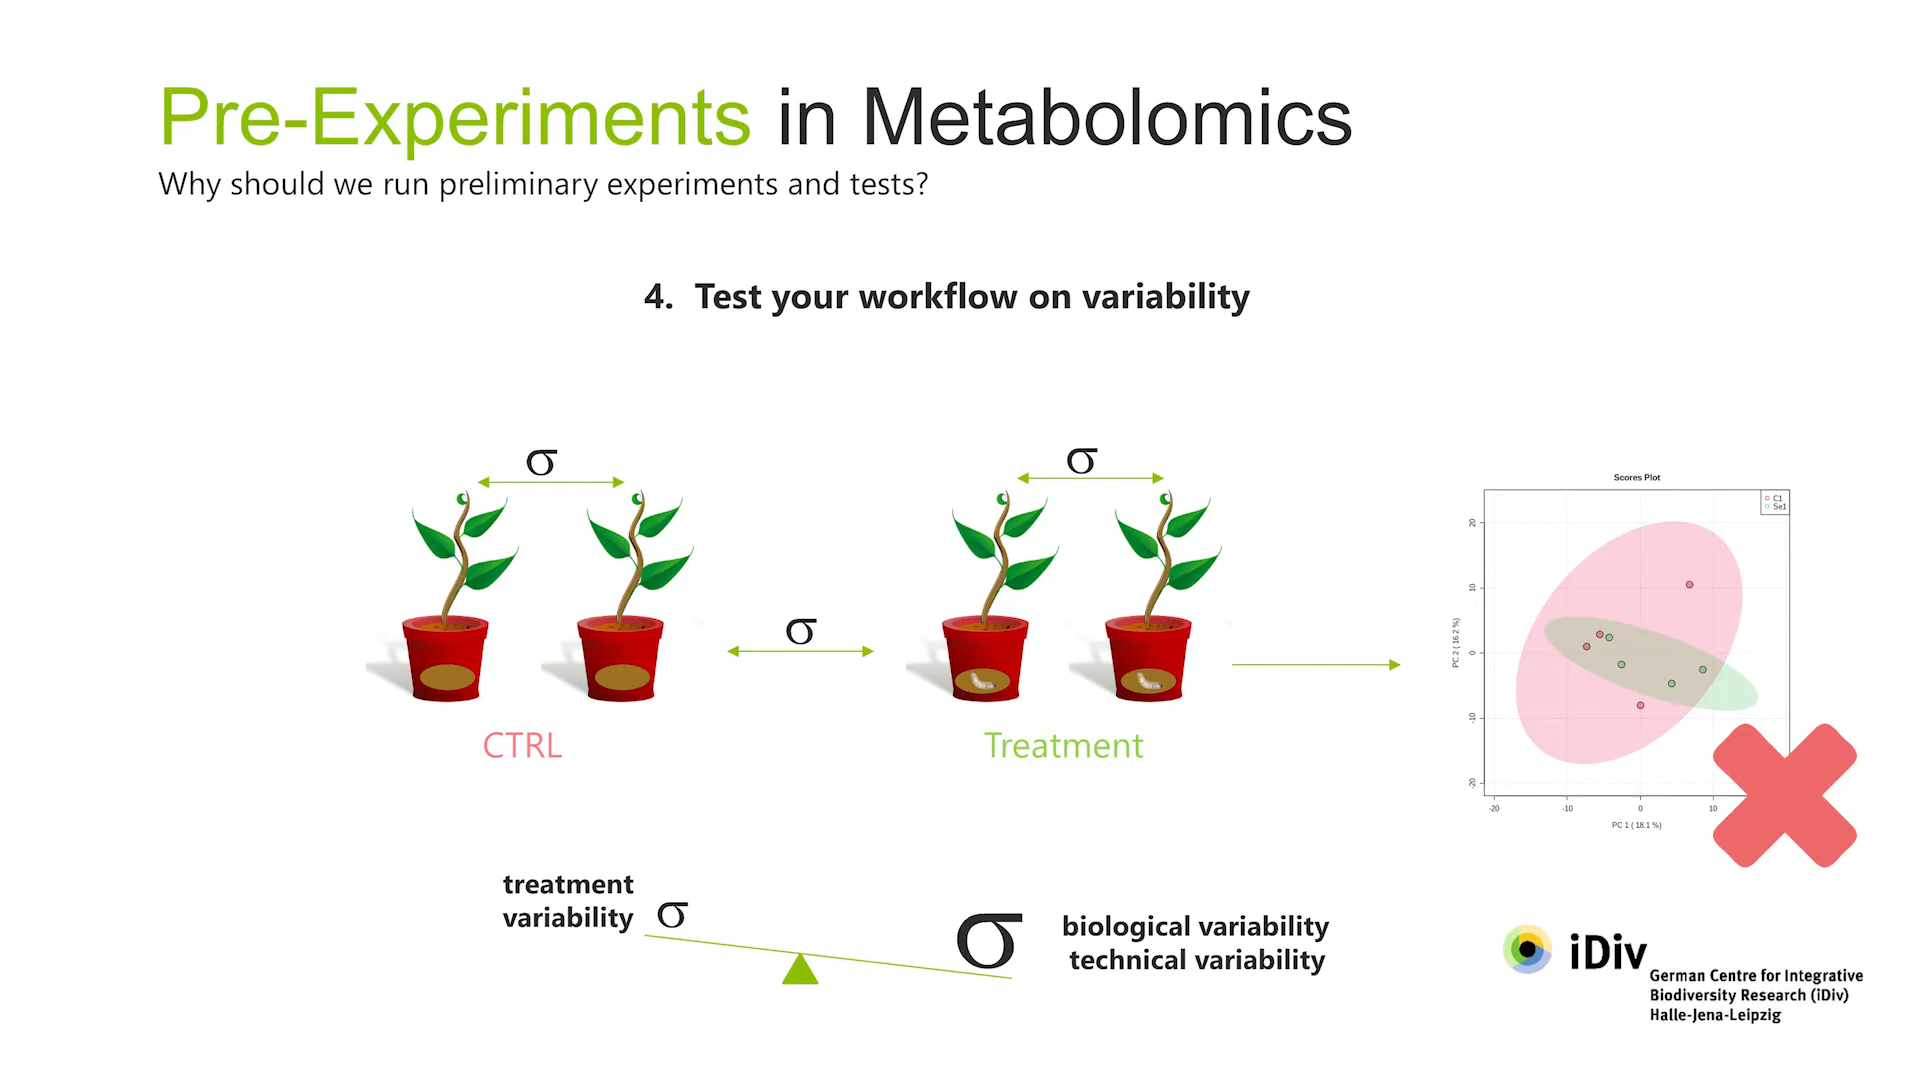 Pre-Experiments in Metabolomics
Why should we run preliminary experiments and tests?
4. Test your workflow on variability
σ
σ
σ
CTRL
Treatment
Scores Plot
C1
Se1
PC 2 ( 16.2 %)
20
10
0
-10
-20
-20
-10
0
10
PC 1 ( 18.1 %)
treatment
variability
σ
σ
biological variability
technical variability
iDiv
German Centre for Integrative
Biodiversity Research (iDiv)
Halle-Jena-Leipzig